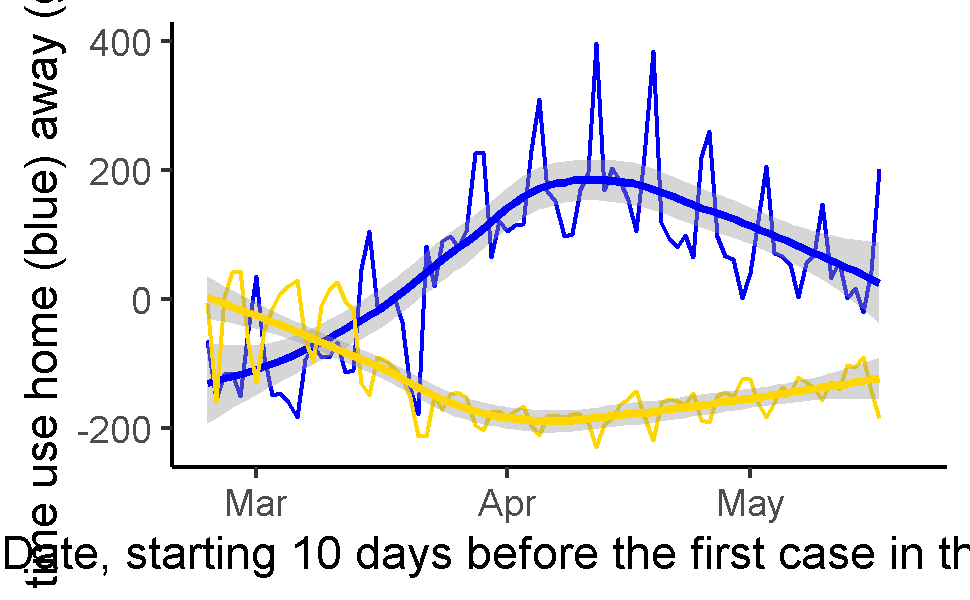 time use home (blue) away (
400
200
0
-200
Mar Apr May
Date, starting 10 days before the first case in th